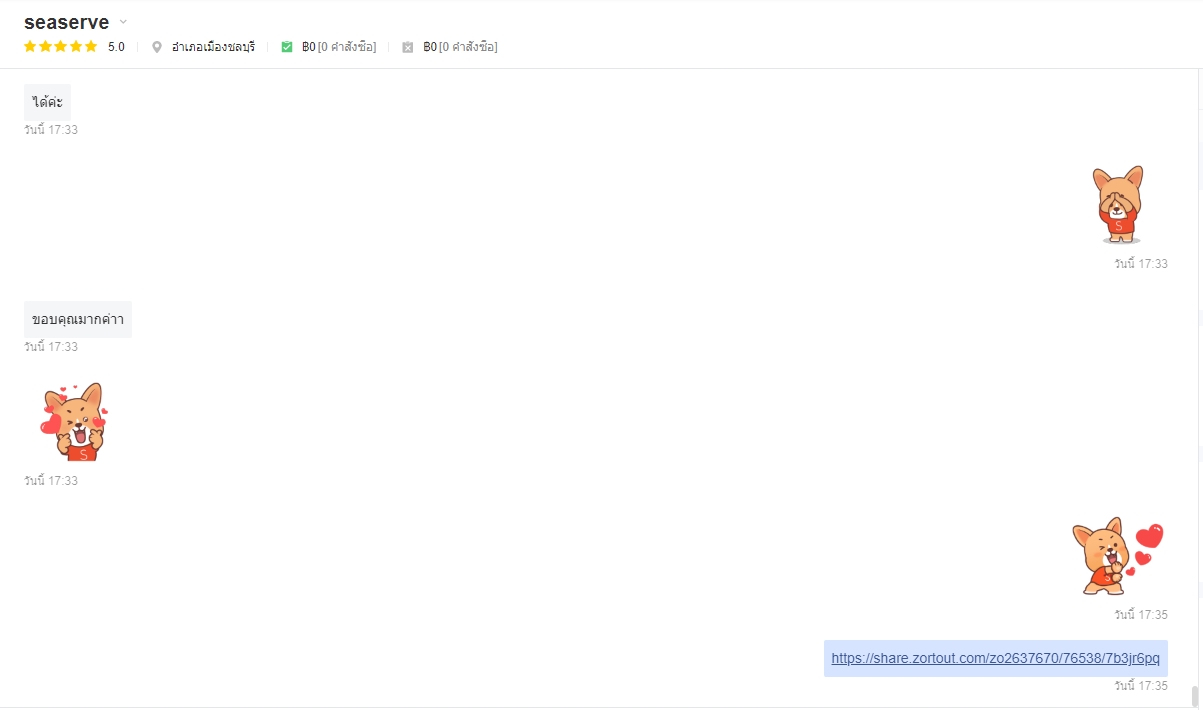 seaserve
5.0 อำเภอเมืองชลบุรี ฿0 [0 คำสั่งซื้อ] ฿0 [0 คำสั่งซื้อ]
ได้ค่ะ
วันนี้ 17:33
S
วันนี้ 17:33
ขอบคุณมากค่าา
วันนี้ 17:33
S
วันนี้ 17:33
วันนี้ 17:35
https://share.zortout.com/zo2637670/76538/7b3jr6pq
วันนี้ 17:35